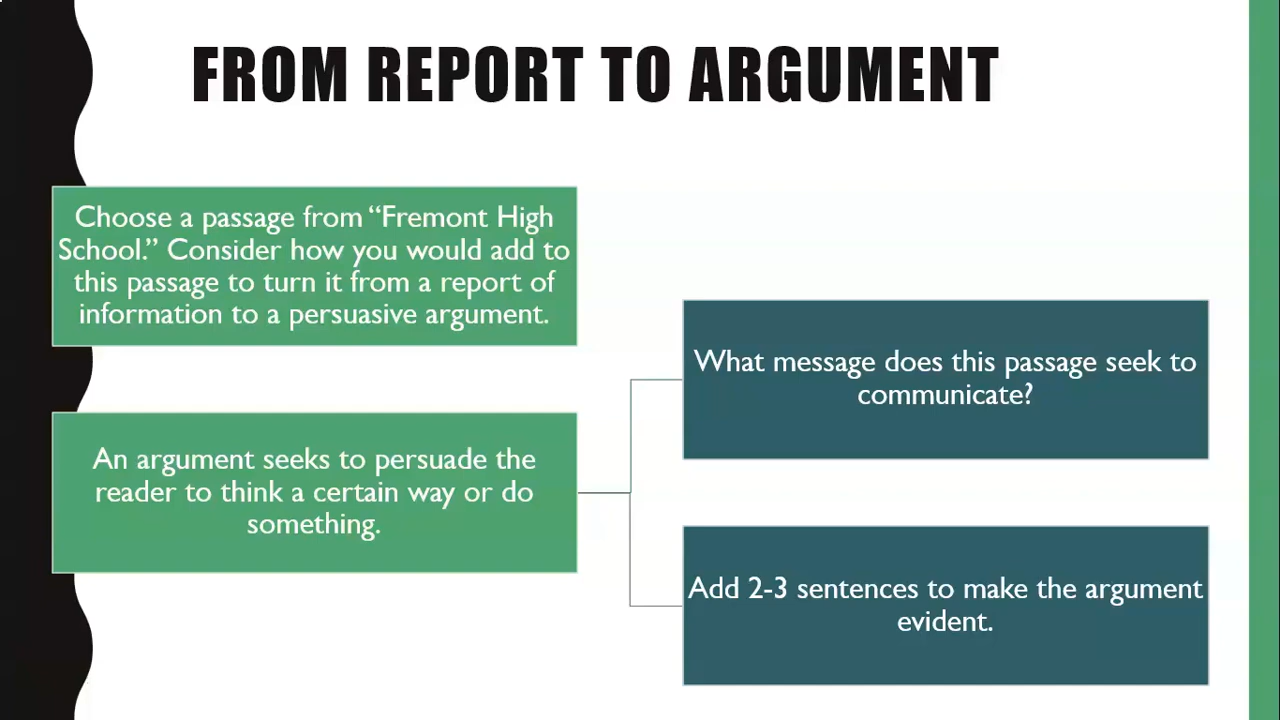 FROM REPORT TO ARGUMENT
Choose a passage from “Fremont High
School.” Consider how you would add to
this passage to turn it from a report of
information to a persuasive argument.
An argument seeks to persuade the
reader to think a certain way or do
something.
What message does this passage seek to
communicate?
Add 2-3 sentences to make the argument
evident.